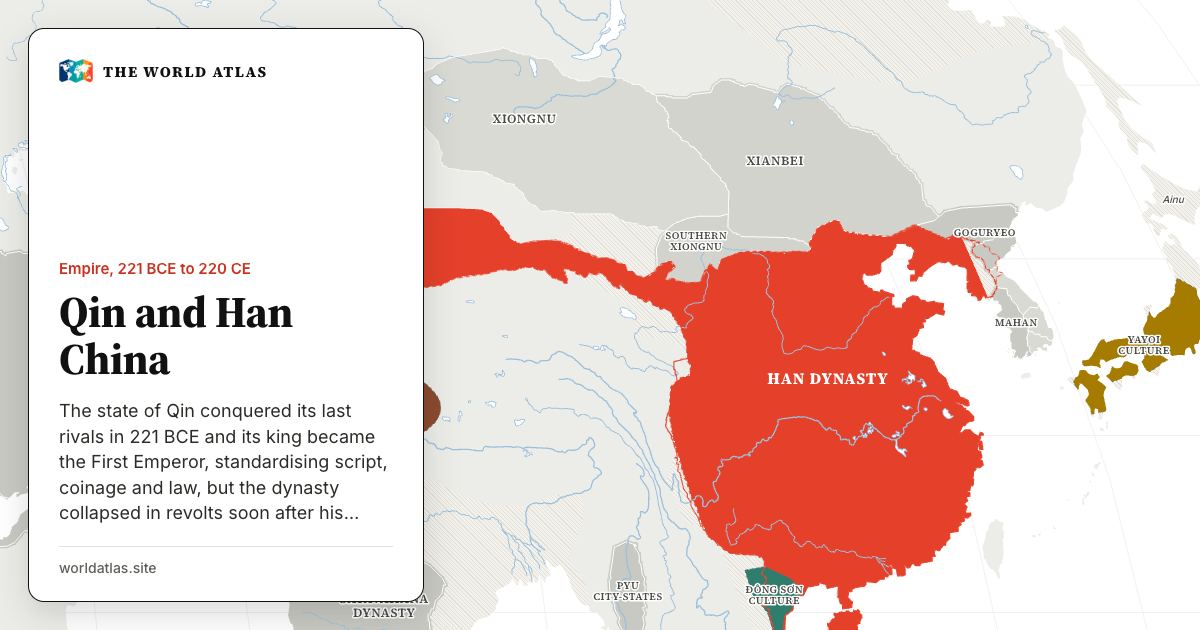 THE WORLD ATLAS
Empire, 221 BCE to 220 CE
Qin and Han
China
The state of Qin conquered its last
rivals in 221 BCE and its king became
the First Emperor, standardising script,
coinage and law, but the dynasty
collapsed in revolts soon after his...
worldatlas.site
XIONGNU
XIANBEI
Ainu
SOUTHERN
XIONGNU
GOGURYEO
MAHAN
YAYOI
CULTURE
HAN DYNASTY
PYU
CITY-STATES
ĐÔNG SƠN
CULTURE
DYNASTY